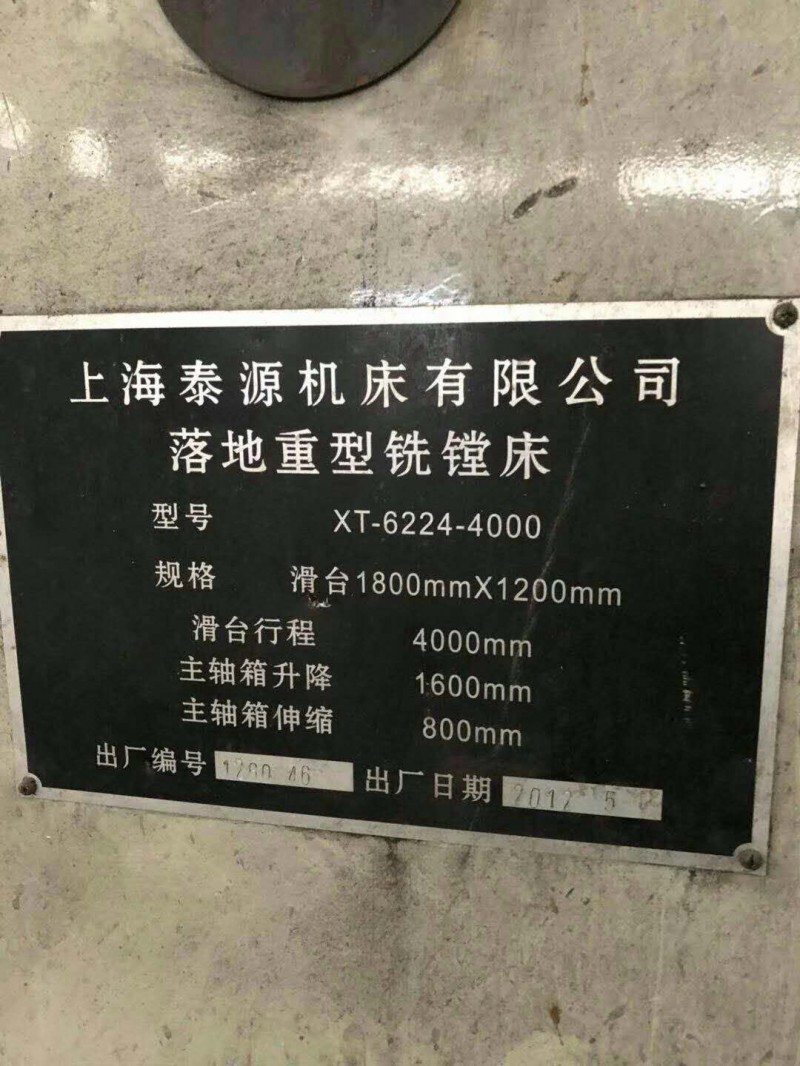 上海泰源机床有限公司
落地重型铣镗床
型号 XT-6224-4000
规格 滑台1800mmX1200mm
滑台行程 4000mm
主轴箱升降 1600mm
主轴箱伸缩 800mm
出厂编号 出厂日期 2012 5